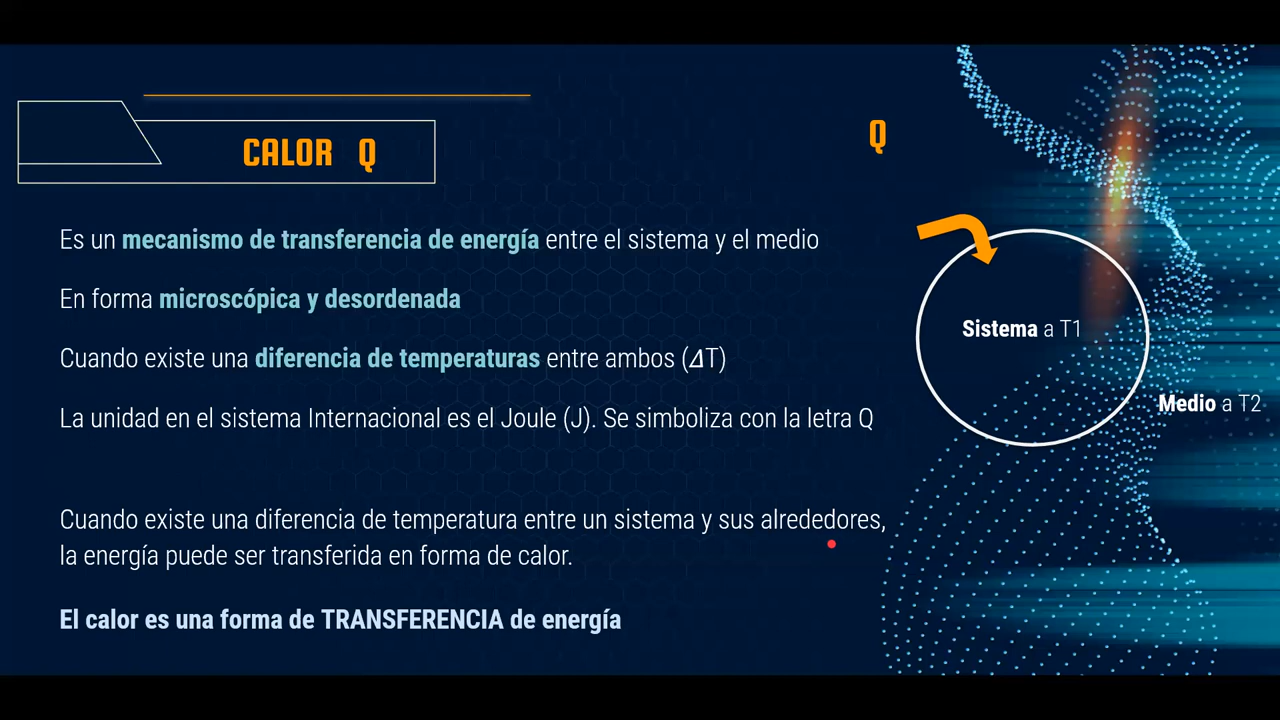 CALOR Q
Q
Es un mecanismo de transferencia de energía entre el sistema y el medio
En forma microscópica y desordenada
Cuando existe una diferencia de temperaturas entre ambos (𝛥T)
La unidad en el sistema Internacional es el Joule (J). Se simboliza con la letra Q
Sistema a T1
Medio a T2
Cuando existe una diferencia de temperatura entre un sistema y sus alrededores,
la energía puede ser transferida en forma de calor.
El calor es una forma de TRANSFERENCIA de energía